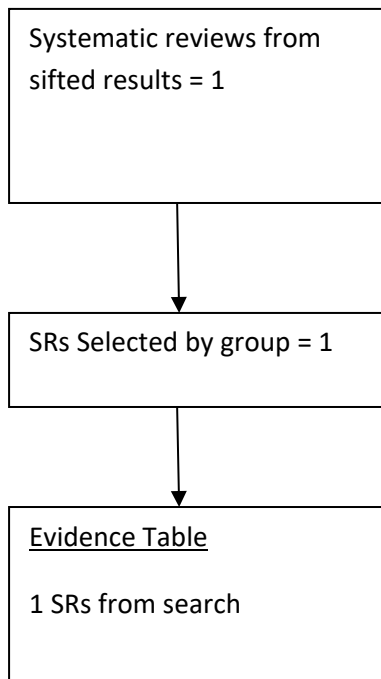 Systematic reviews from
sifted results = 1
SRs Selected by group = 1
Evidence Table
1 SRs from search